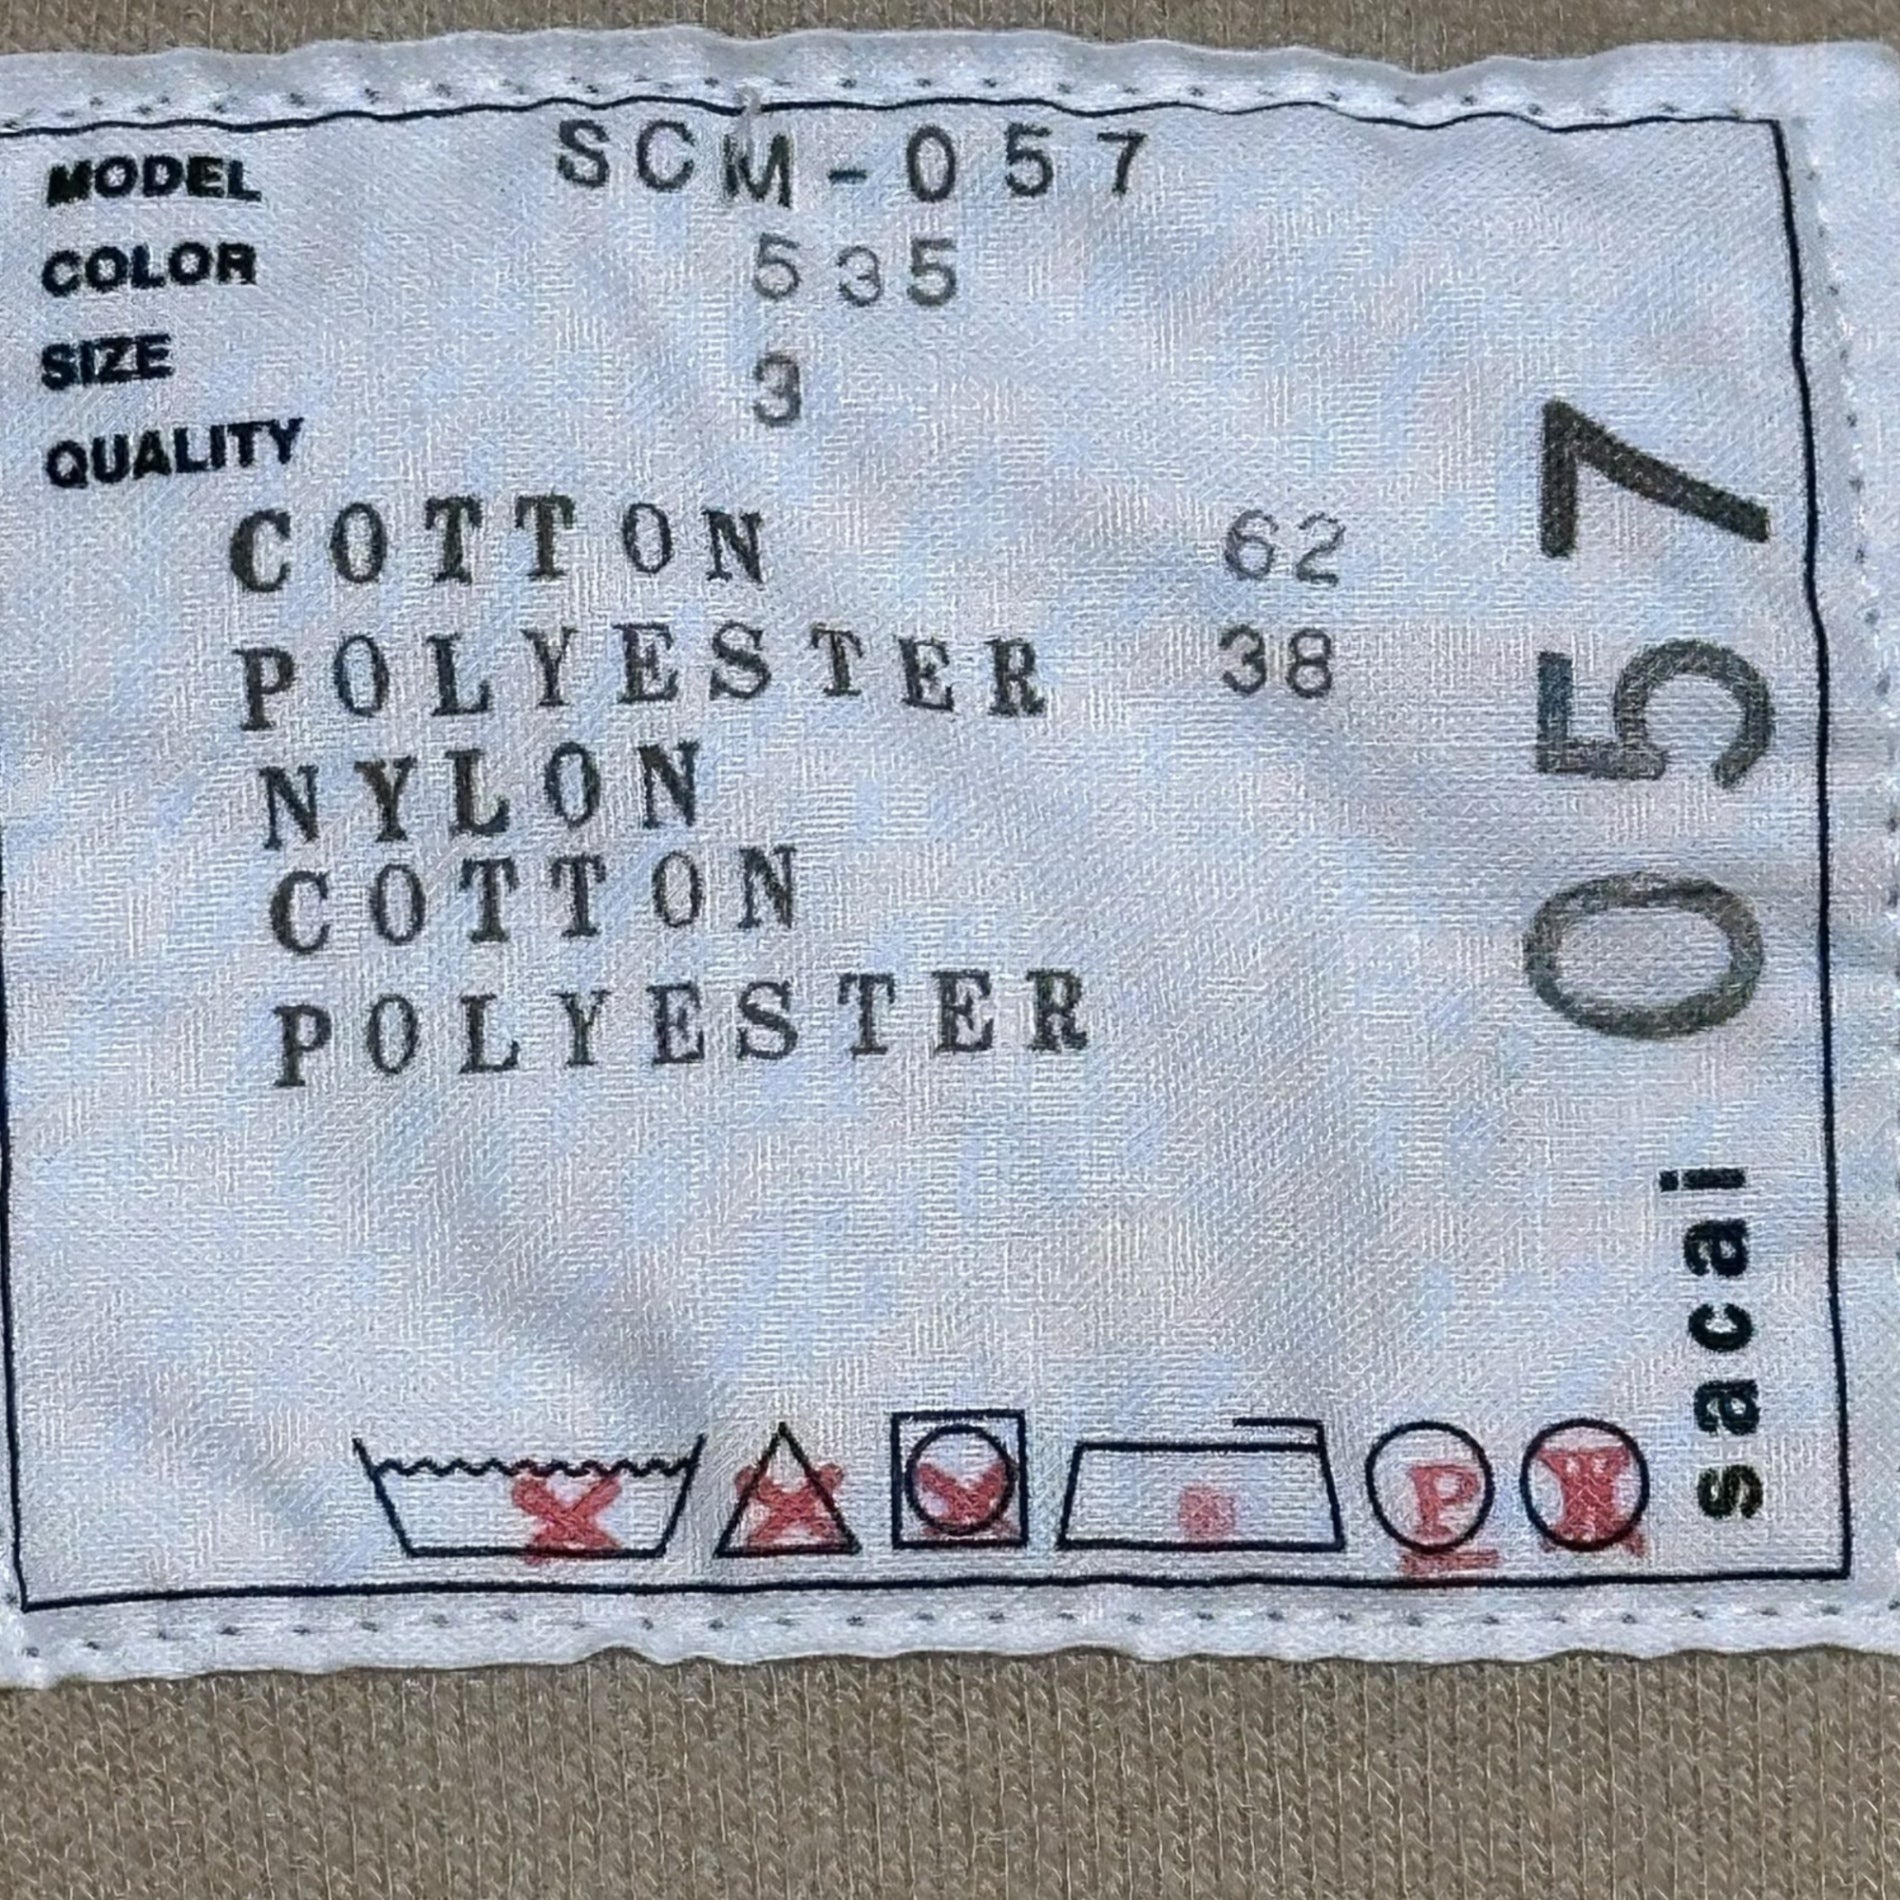 MODEL SCM-057
COLOR 535
SIZE 3
QUALITY
COTTON 62
POLYESTER 38
NYLON
COTTON
POLYESTER
057
sacai
P
W